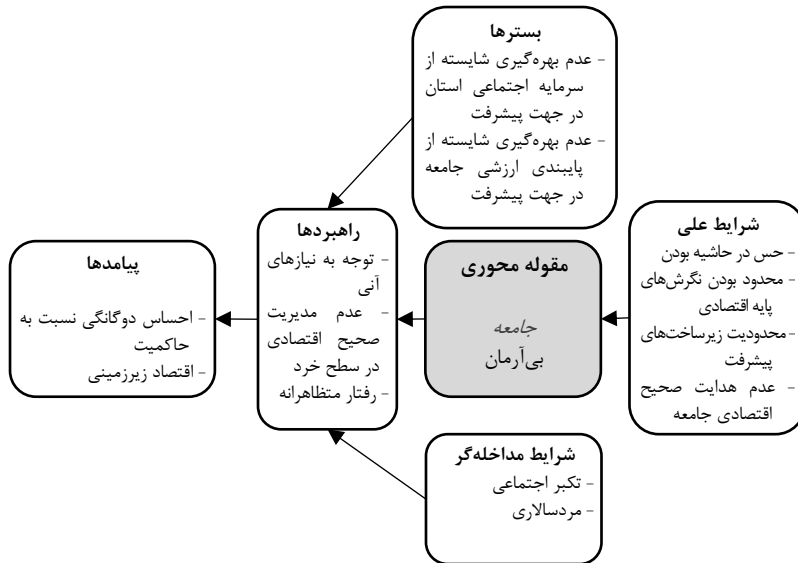 بسترها
- عدم بهره‌گیری شایسته از
سرمایه اجتماعی استان
در جهت پیشرفت
- عدم بهره‌گیری شایسته از
پایبندی ارزشی جامعه
در جهت پیشرفت
شرایط علی
- حس در حاشیه بودن
- محدود بودن نگرش‌های
پایه اقتصادی
-محدودیت زیرساخت‌های
پیشرفت
- عدم هدایت صحیح
اقتصادی جامعه
مقوله محوری
جامعه
بی‌آرمان
راهبردها
- توجه به نیازهای
آنی
- عدم مدیریت
صحیح اقتصادی
در سطح خرد
- رفتار متظاهرانه
پیامدها
- احساس دوگانگی نسبت به
حاکمیت
- اقتصاد زیرزمینی
شرایط مداخله‌گر
- تکبر اجتماعی
- مردسالاری